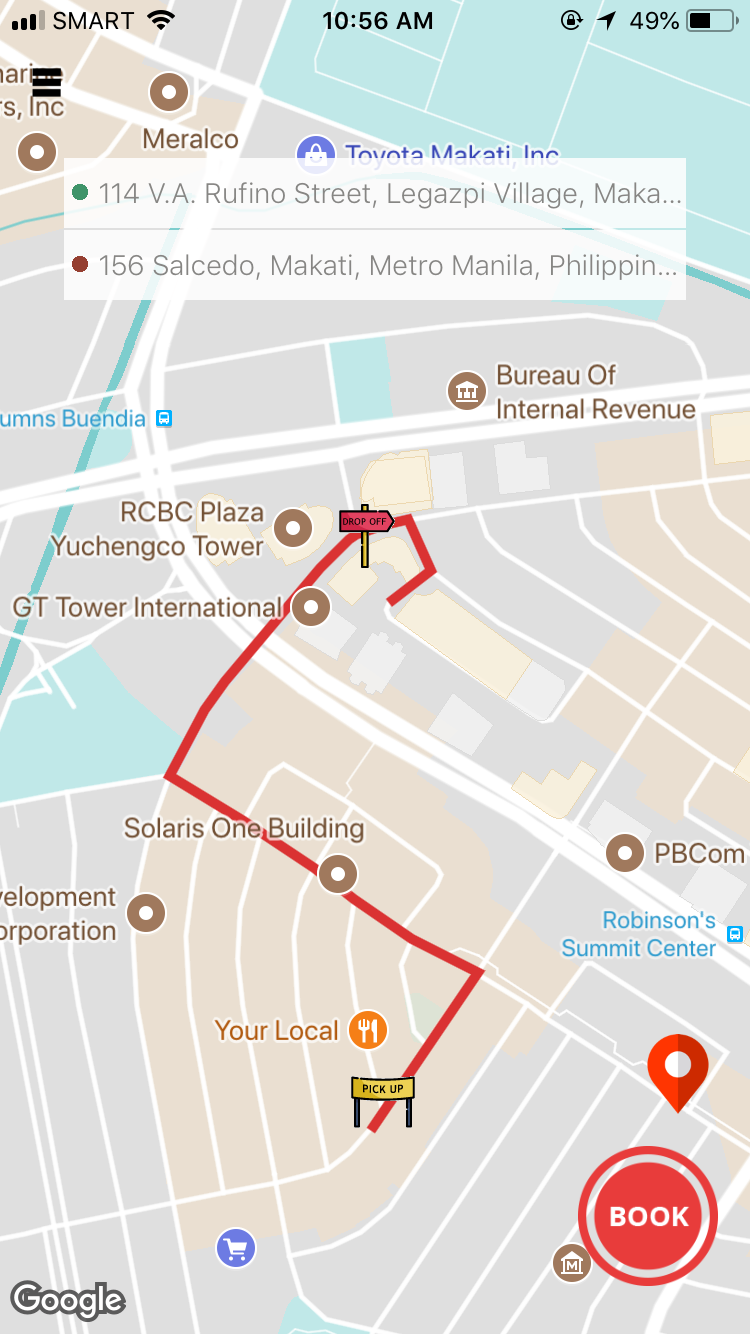 SMART 10:56 AM 49%
Meralco
s, Inc
Toyota Makati, Inc
114 V.A. Rufino Street, Legazpi Village, Maka...
156 Salcedo, Makati, Metro Manila, Philippin...
Bureau Of
Internal Revenue
umns Buendia
RCBC Plaza
Yuchengco Tower
DROP OFF
GT Tower International
Solaris One Building
PBCom
velopment
orporation
Robinson's
Summit Center
Your Local
PICK UP
BOOK
M
Google